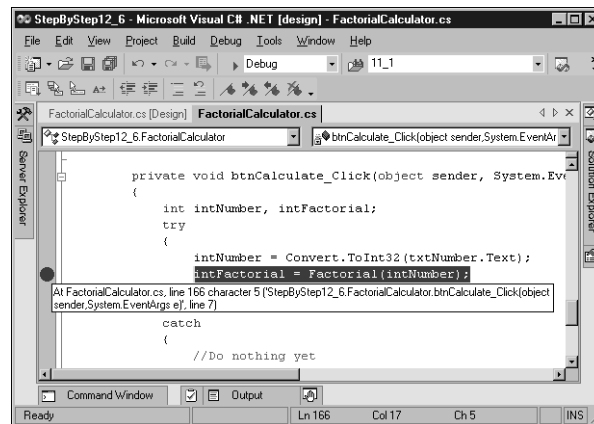 StepByStep12_6 - Microsoft Visual C# .NET [design] - FactorialCalculator.cs
File Edit View Project Build Debug Tools Window Help
Debug 11_1
FactorialCalculator.cs [Design] FactorialCalculator.cs
StepByStep12_6.FactorialCalculator btnCalculate_Click(object sender,System.EventAr
Server Explorer
Solution Explorer
private void btnCalculate_Click(object sender, System.Eve
{
int intNumber, intFactorial;
try
{
intNumber = Convert.ToInt32(txtNumber.Text);
intFactorial = Factorial(intNumber);
At FactorialCalculator.cs, line 166 character 5 ('StepByStep12_6.FactorialCalculator.btnCalculate_Click(object
sender,System.EventArgs e)', line 7)
catch
{
//Do nothing yet
Command Window Output
Ready Ln 166 Col 17 Ch 5 INS